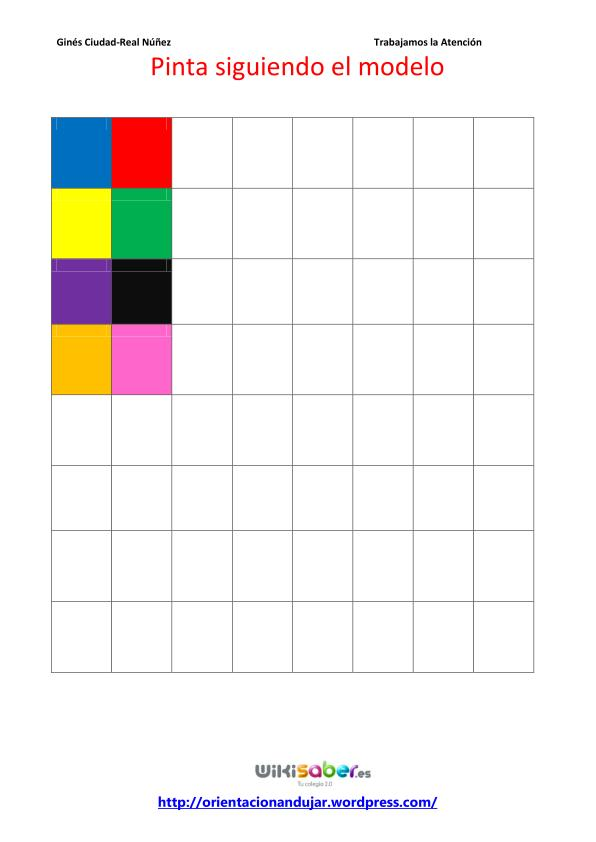 Ginés Ciudad-Real Núñez Trabajamos la Atención
Pinta siguiendo el modelo
wikisaber.es
Tu colegio 2.0
http://orientacionandujar.wordpress.com/